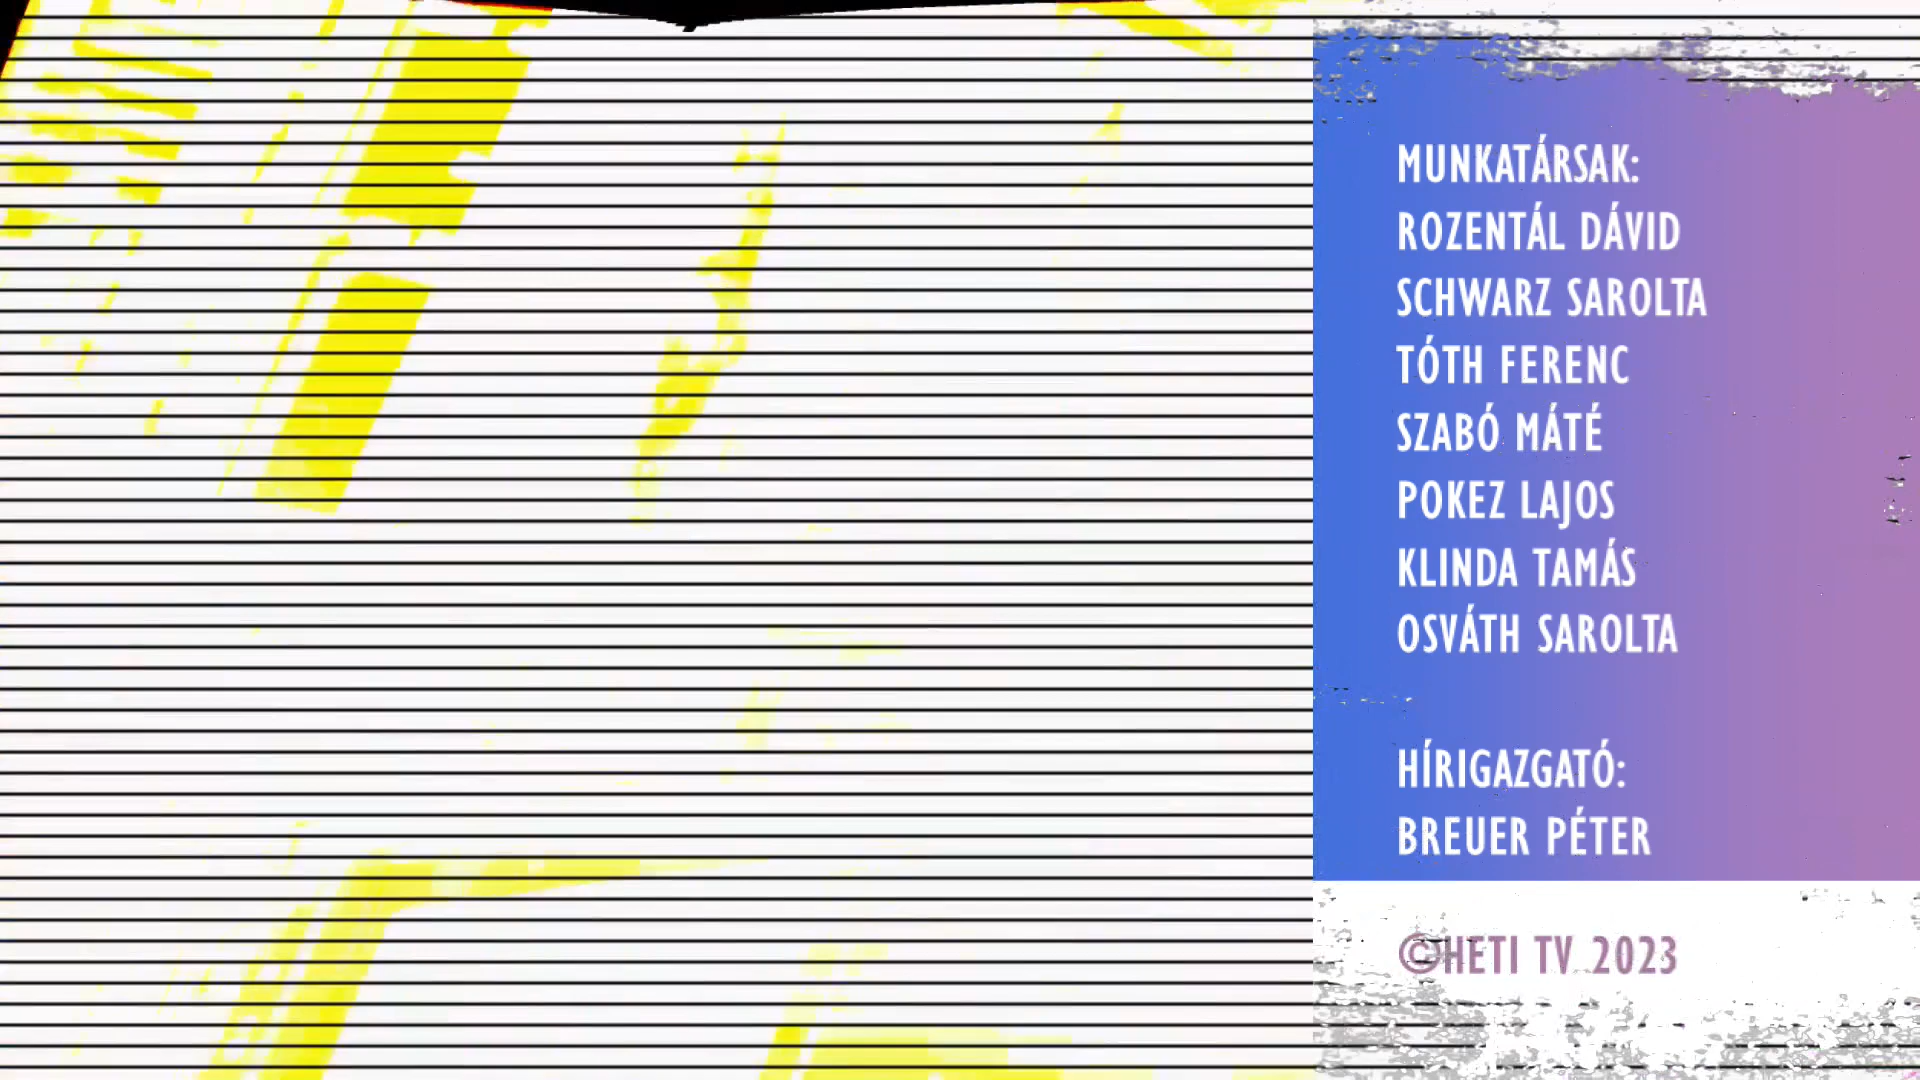 MUNKATÁRSAK:
ROZENTÁL DÁVID
SCHWARZ SAROLTA
TÓTH FERENC
SZABÓ MÁTÉ
POKEZ LAJOS
KLINDA TAMÁS
OSVÁTH SAROLTA
HÍRIGAZGATÓ:
BREUER PÉTER
©HETI TV 2023